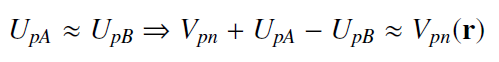 U_{pA} ≈ U_{pB} ⇒ V_{pn} + U_{pA} − U_{pB} ≈ V_{pn}(r)